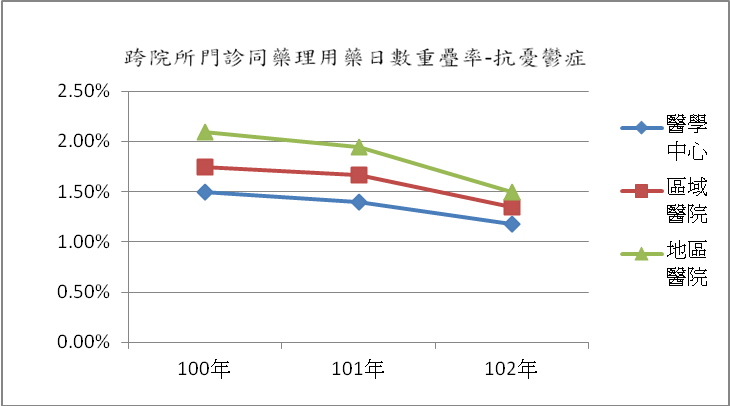 跨院所門診同藥理用藥日數重疊率-抗憂鬱症
2.50%
2.00%
1.50%
1.00%
0.50%
0.00%
100年
101年
102年
醫學
中心
區域
醫院
地區
醫院